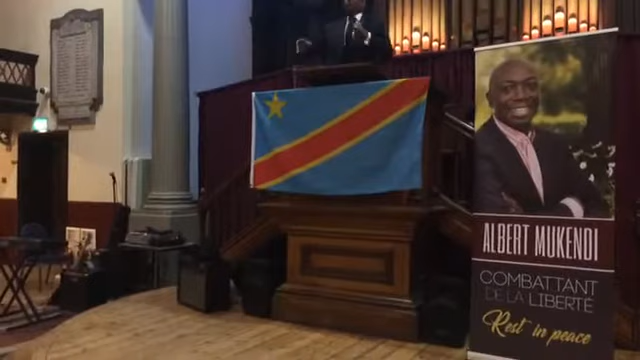 ALBERT MUKENDI
COMBATTANT
DE LA LIBERTÉ
Rest in peace